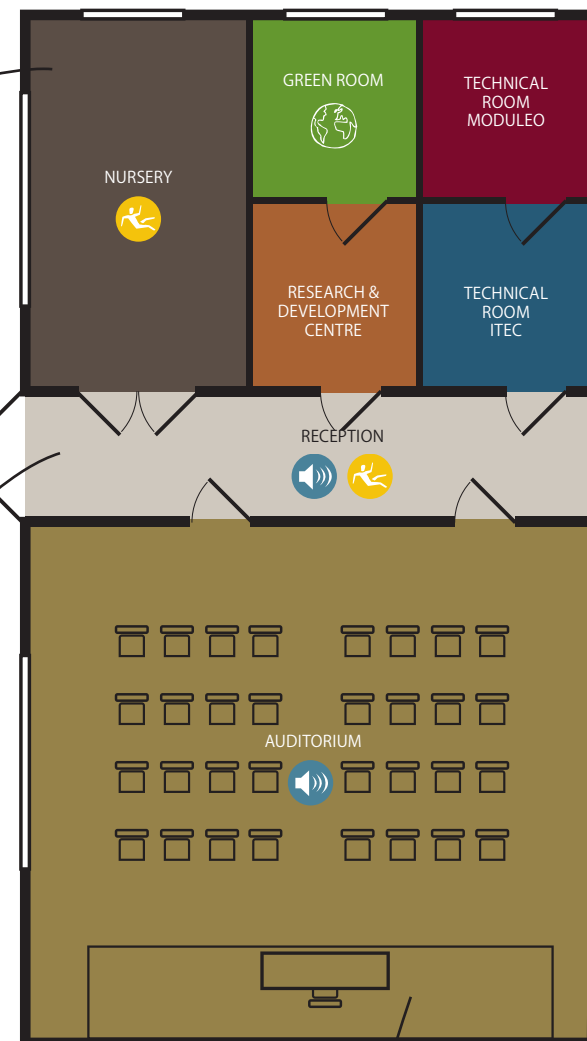 GREEN ROOM
TECHNICAL
ROOM
MODULEO
NURSERY
RESEARCH &
DEVELOPMENT
CENTRE
TECHNICAL
ROOM
ITEC
RECEPTION
AUDITORIUM